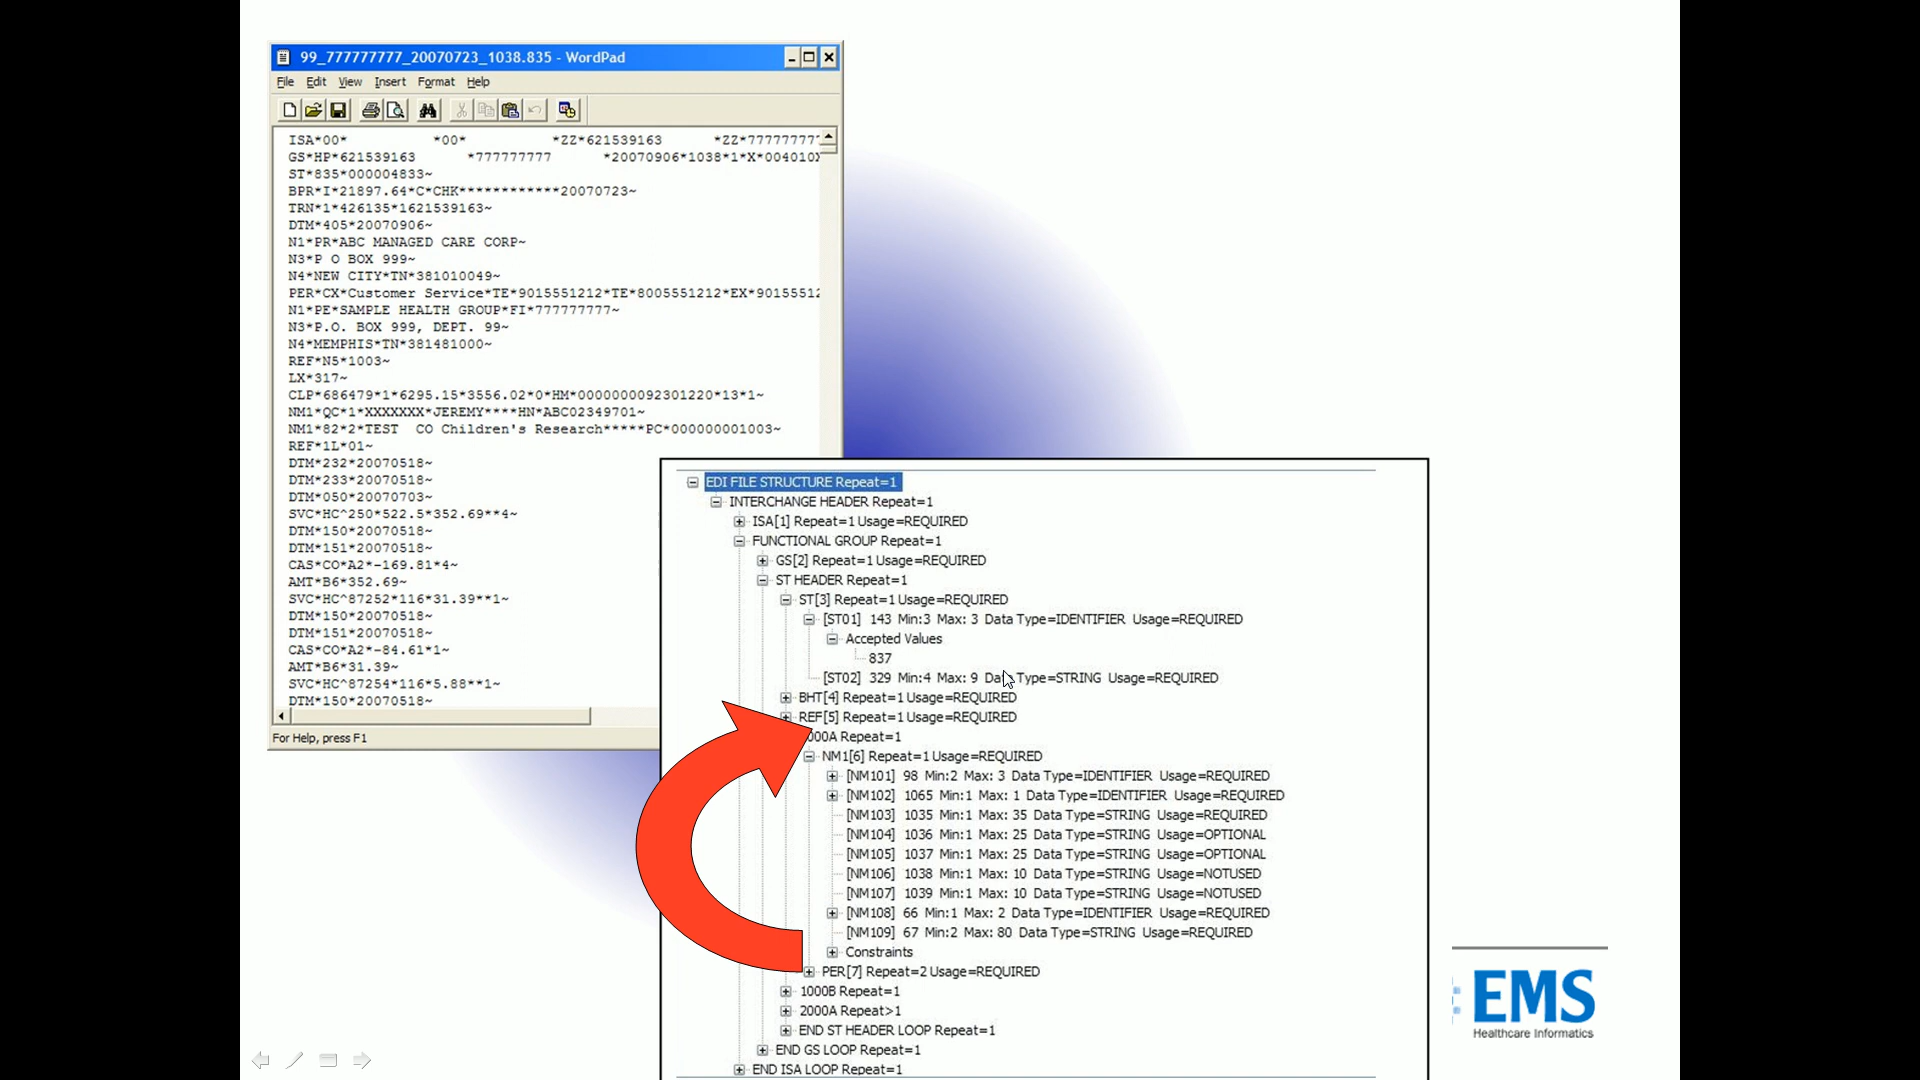 99_777777777_20070723_1038.835 - WordPad
File Edit View Insert Format Help
ISA*00* *00* *ZZ*621539163 *ZZ*77777777
GS*HP*621539163 *777777777 *20070906*1038*1*X*004010X
ST*835*000004833~
BPR*I*21897.64*C*CHK************20070723~
TRN*1*426135*1621539163~
DTM*405*20070906~
N1*PR*ABC MANAGED CARE CORP~
N3*P O BOX 999~
N4*NEW CITY*TN*381010049~
PER*CX*Customer Service*TE*9015551212*TE*8005551212*EX*90155512
N1*PE*SAMPLE HEALTH GROUP*FI*777777777~
N3*P.O. BOX 999, DEPT. 99~
N4*MEMPHIS*TN*381481000~
REF*N5*1003~
LX*317~
CLP*686479*1*6295.15*3556.02*0*HM*0000000092301220*13*1~
NM1*QC*1*XXXXXXX*JEREMY****HN*ABC02349701~
NM1*82*2*TEST  CO Children's Research*****PC*000000001003~
REF*1L*01~
DTM*232*20070518~
DTM*233*20070518~
DTM*050*20070703~
SVC*HC^250*522.5*352.69**4~
DTM*150*20070518~
DTM*151*20070518~
CAS*CO*A2*-169.81*4~
AMT*B6*352.69~
SVC*HC^87252*116*31.39**1~
DTM*150*20070518~
DTM*151*20070518~
CAS*CO*A2*-84.61*1~
AMT*B6*31.39~
SVC*HC^87254*116*5.88**1~
DTM*150*20070518~
For Help, press F1
EDI FILE STRUCTURE Repeat=1
INTERCHANGE HEADER Repeat=1
ISA[1] Repeat=1 Usage=REQUIRED
FUNCTIONAL GROUP Repeat=1
GS[2] Repeat=1 Usage=REQUIRED
ST HEADER Repeat=1
ST[3] Repeat=1 Usage=REQUIRED
[ST01] 143 Min:3 Max: 3 Data Type=IDENTIFIER Usage=REQUIRED
Accepted Values
837
[ST02] 329 Min:4 Max: 9 Data Type=STRING Usage=REQUIRED
BHT[4] Repeat=1 Usage=REQUIRED
REF[5] Repeat=1 Usage=REQUIRED
000A Repeat=1
NM1[6] Repeat=1 Usage=REQUIRED
[NM101] 98 Min:2 Max: 3 Data Type=IDENTIFIER Usage=REQUIRED
[NM102] 1065 Min:1 Max: 1 Data Type=IDENTIFIER Usage=REQUIRED
[NM103] 1035 Min:1 Max: 35 Data Type=STRING Usage=REQUIRED
[NM104] 1036 Min:1 Max: 25 Data Type=STRING Usage=OPTIONAL
[NM105] 1037 Min:1 Max: 25 Data Type=STRING Usage=OPTIONAL
[NM106] 1038 Min:1 Max: 10 Data Type=STRING Usage=NOTUSED
[NM107] 1039 Min:1 Max: 10 Data Type=STRING Usage=NOTUSED
[NM108] 66 Min:1 Max: 2 Data Type=IDENTIFIER Usage=REQUIRED
[NM109] 67 Min:2 Max: 80 Data Type=STRING Usage=REQUIRED
Constraints
PER[7] Repeat=2 Usage=REQUIRED
1000B Repeat=1
2000A Repeat>1
END ST HEADER LOOP Repeat=1
END GS LOOP Repeat=1
END ISA LOOP Repeat=1
EMS
Healthcare Informatics